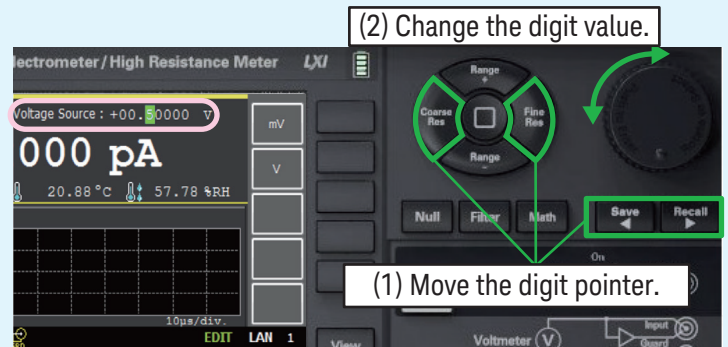 (2) Change the digit value.
lectrometer/High Resistance Meter LXI
Voltage Source : +00.50000 V
000 pA
20.88°C 57.78 %RH
10µs/div.
EDIT LAN 1
mV
V
Range
+
Coarse
Res
Fine
Res
Range
-
Null Filter Math Save Recall
◀ ▶
On
(1) Move the digit pointer.
View
Voltmeter V
Input
Guard